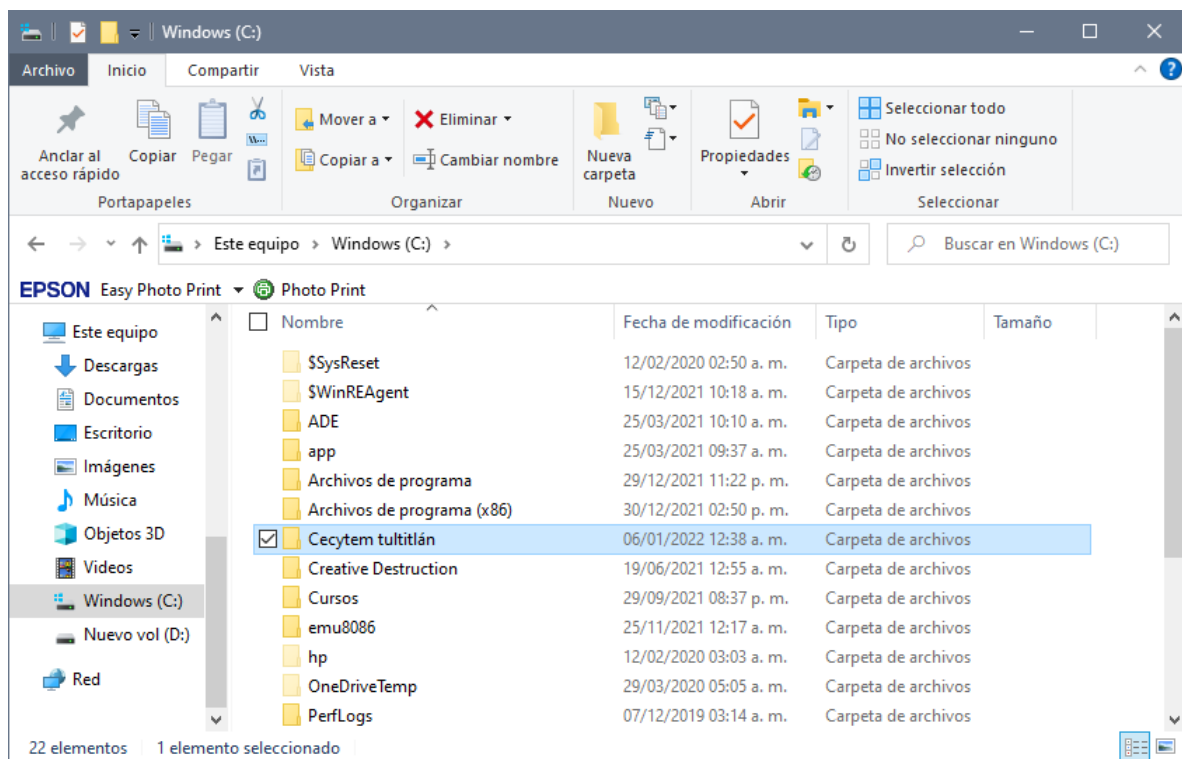 Windows (C:)
Archivo Inicio Compartir Vista
Anclar al acceso rápido
Copiar
Pegar
Portapapeles
Mover a
Copiar a
Eliminar
Cambiar nombre
Organizar
Nueva carpeta
Nuevo
Propiedades
Abrir
Seleccionar todo
No seleccionar ninguno
Invertir selección
Seleccionar
Este equipo > Windows (C:) >
Buscar en Windows (C:)
EPSON Easy Photo Print Photo Print
Este equipo
Descargas
Documentos
Escritorio
Imágenes
Música
Objetos 3D
Videos
Windows (C:)
Nuevo vol (D:)
Red
Nombre Fecha de modificación Tipo Tamaño
$SysReset 12/02/2020 02:50 a. m. Carpeta de archivos
$WinREAgent 15/12/2021 10:18 a. m. Carpeta de archivos
ADE 25/03/2021 10:10 a. m. Carpeta de archivos
app 25/03/2021 09:37 a. m. Carpeta de archivos
Archivos de programa 29/12/2021 11:22 p. m. Carpeta de archivos
Archivos de programa (x86) 30/12/2021 02:50 p. m. Carpeta de archivos
Cecytem tultitlán 06/01/2022 12:38 a. m. Carpeta de archivos
Creative Destruction 19/06/2021 12:55 a. m. Carpeta de archivos
Cursos 29/09/2021 08:37 p. m. Carpeta de archivos
emu8086 25/11/2021 12:17 a. m. Carpeta de archivos
hp 12/02/2020 03:03 a. m. Carpeta de archivos
OneDriveTemp 29/03/2020 05:05 a. m. Carpeta de archivos
PerfLogs 07/12/2019 03:14 a. m. Carpeta de archivos
22 elementos 1 elemento seleccionado